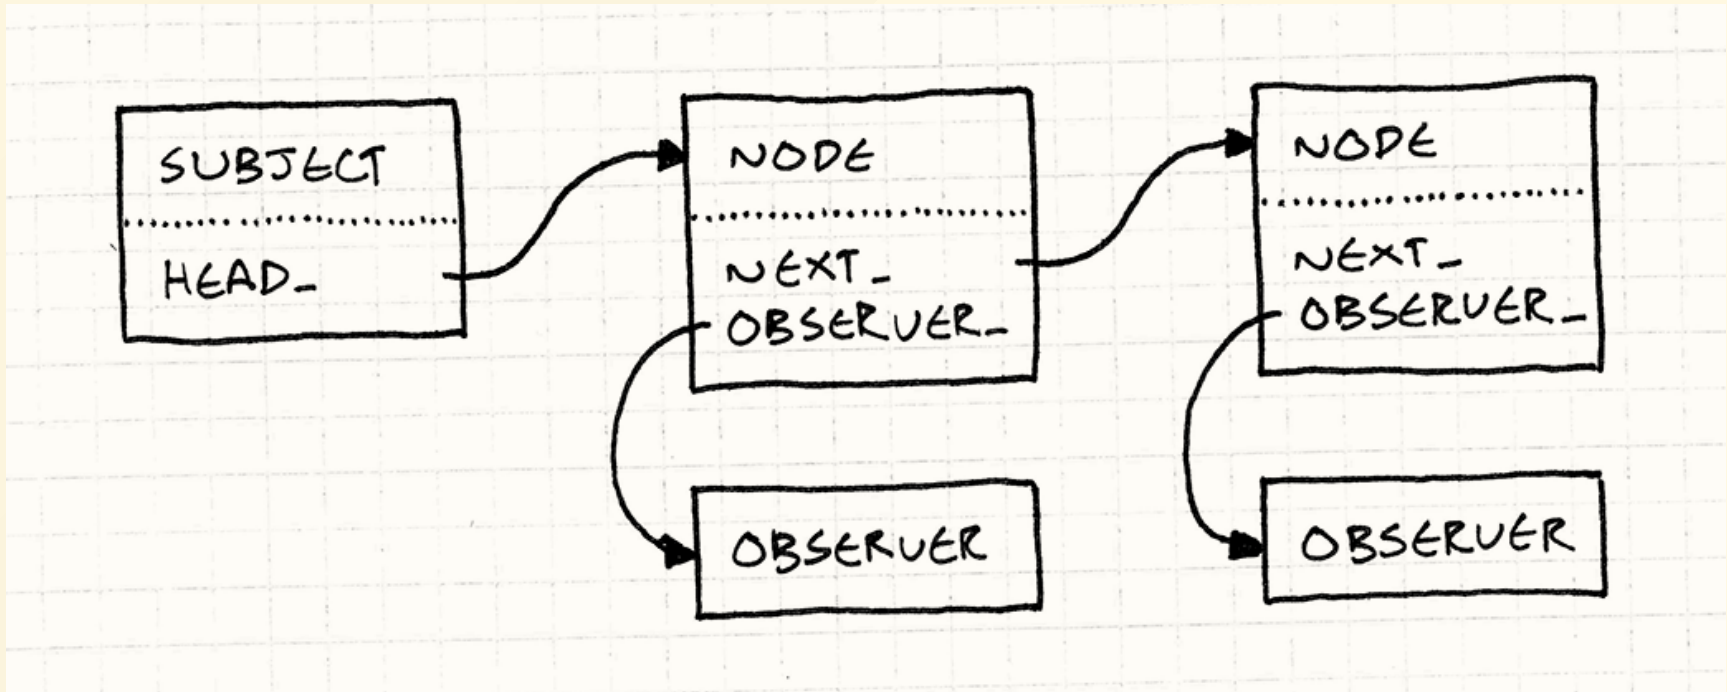 SUBJECT
HEAD_
NODE
NEXT_
OBSERVER_
NODE
NEXT_
OBSERVER_
OBSERVER
OBSERVER